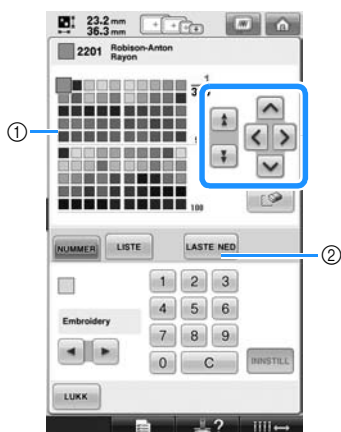 23.2 mm
36.3 mm
2201 Robison-Anton
Rayon
1
①
100
NUMMER LISTE LASTE NED
②
1 2 3
4 5 6
Embroidery
7 8 9
0 C INNSTILL
LUKK
?